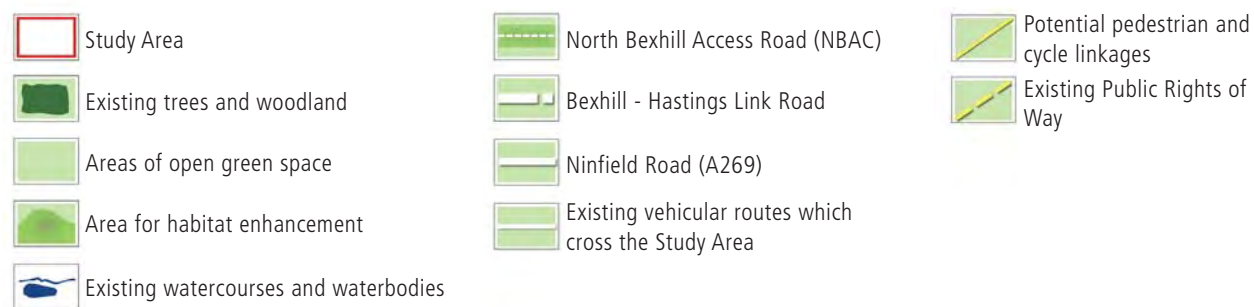 Study Area
Existing trees and woodland
Areas of open green space
Area for habitat enhancement
Existing watercourses and waterbodies
North Bexhill Access Road (NBAC)
Bexhill - Hastings Link Road
Ninfield Road (A269)
Existing vehicular routes which
cross the Study Area
Potential pedestrian and
cycle linkages
Existing Public Rights of
Way